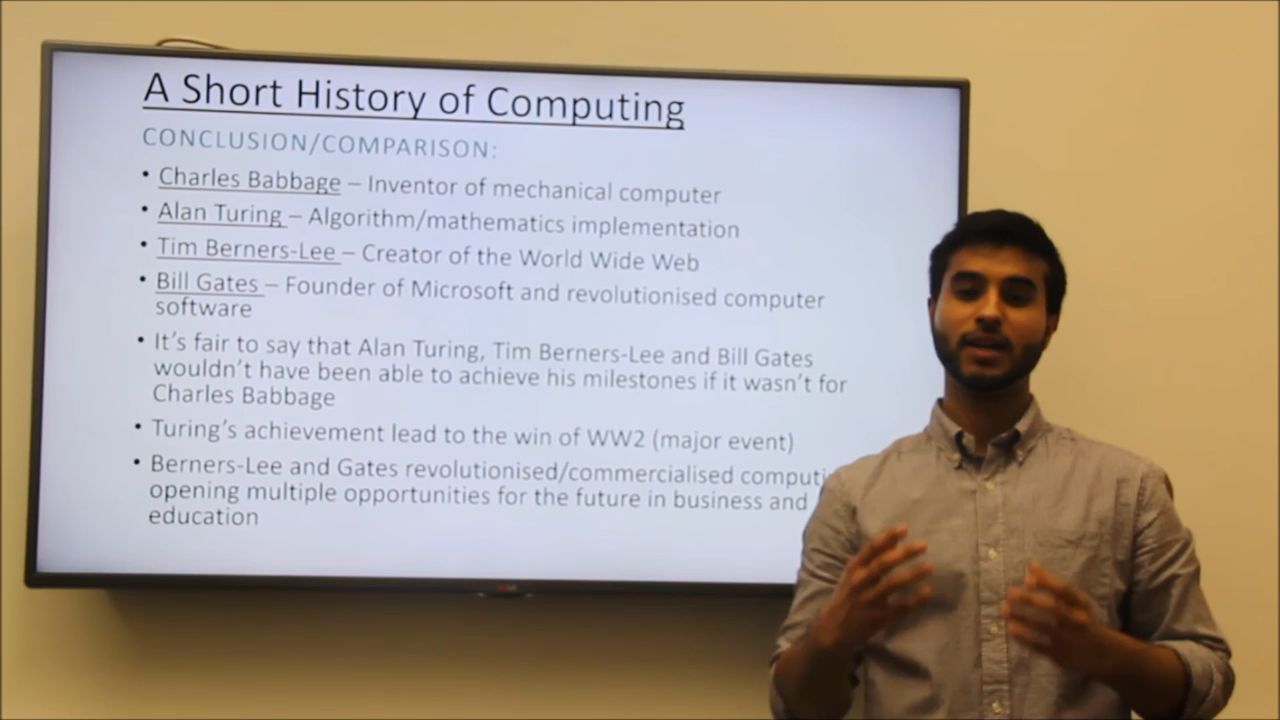 A Short History of Computing
CONCLUSION/COMPARISON:
• Charles Babbage – Inventor of mechanical computer
• Alan Turing – Algorithm/mathematics implementation
• Tim Berners-Lee – Creator of the World Wide Web
• Bill Gates – Founder of Microsoft and revolutionised computer
software
• It's fair to say that Alan Turing, Tim Berners-Lee and Bill Gates
wouldn't have been able to achieve his milestones if it wasn't for
Charles Babbage
• Turing's achievement lead to the win of WW2 (major event)
• Berners-Lee and Gates revolutionised/commercialised
opening multiple opportunities for the future in business and
education